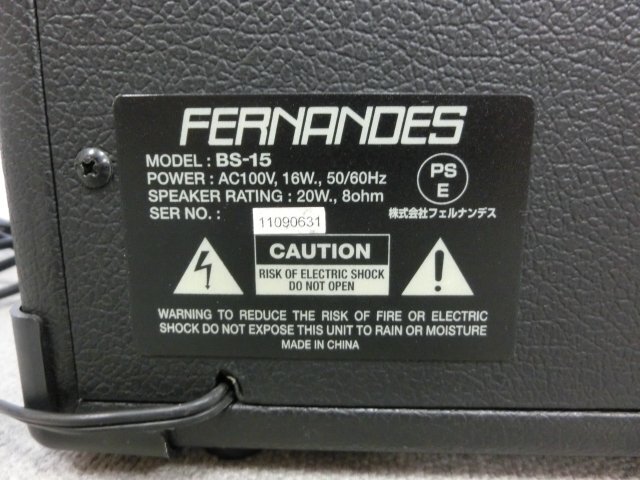 FERNANDES
MODEL : BS-15
POWER : AC100V, 16W., 50/60Hz
SPEAKER RATING : 20W., 8ohm
SER NO. :
11090631
PS
E
株式会社フェルナンデス
CAUTION
RISK OF ELECTRIC SHOCK
DO NOT OPEN
WARNING TO REDUCE THE RISK OF FIRE OR ELECTRIC
SHOCK DO NOT EXPOSE THIS UNIT TO RAIN OR MOISTURE
MADE IN CHINA